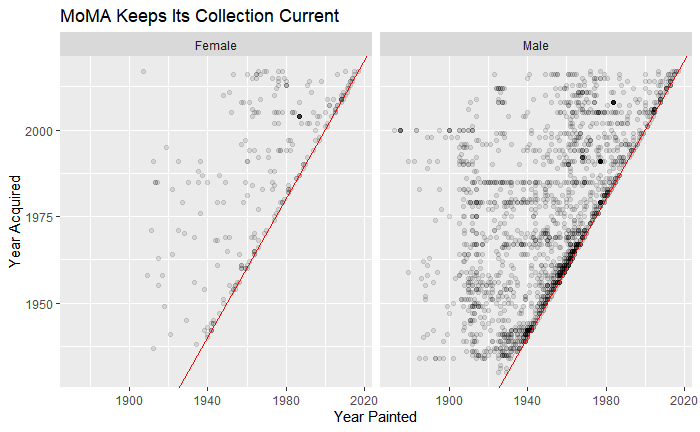 MoMA Keeps Its Collection Current
Female
Male
2000
1975
1950
Year Acquired
1900
1940
1980
2020
1900
1940
1980
2020
Year Painted